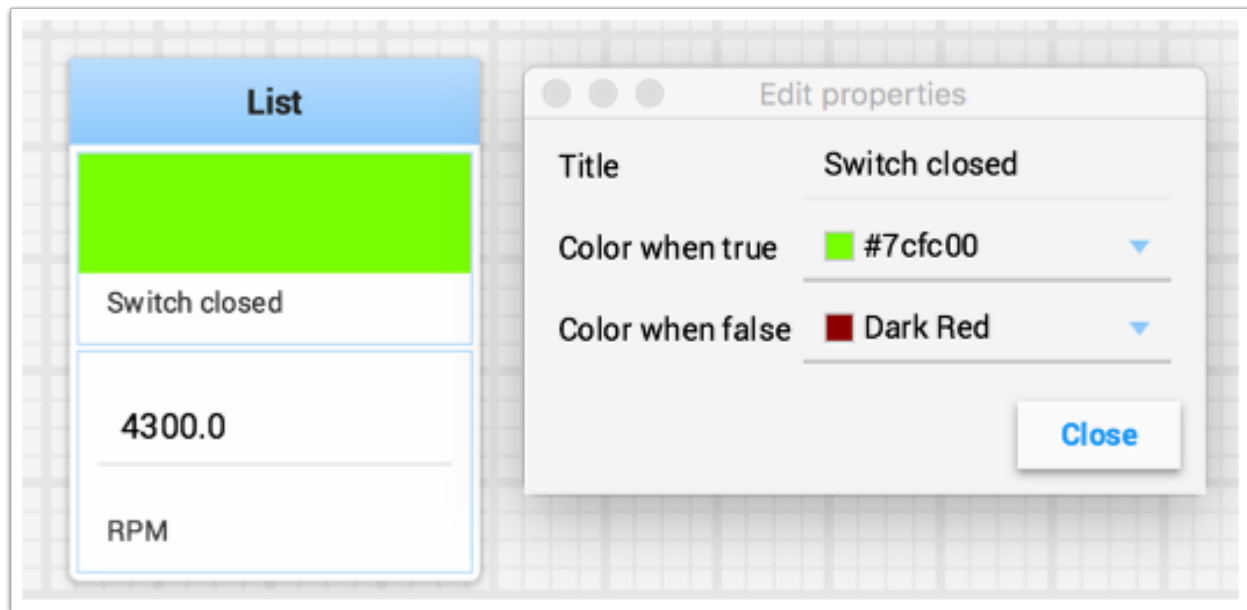 List
Switch closed
4300.0
RPM
Edit properties
Title Switch closed
Color when true #7cfc00
Color when false Dark Red
Close